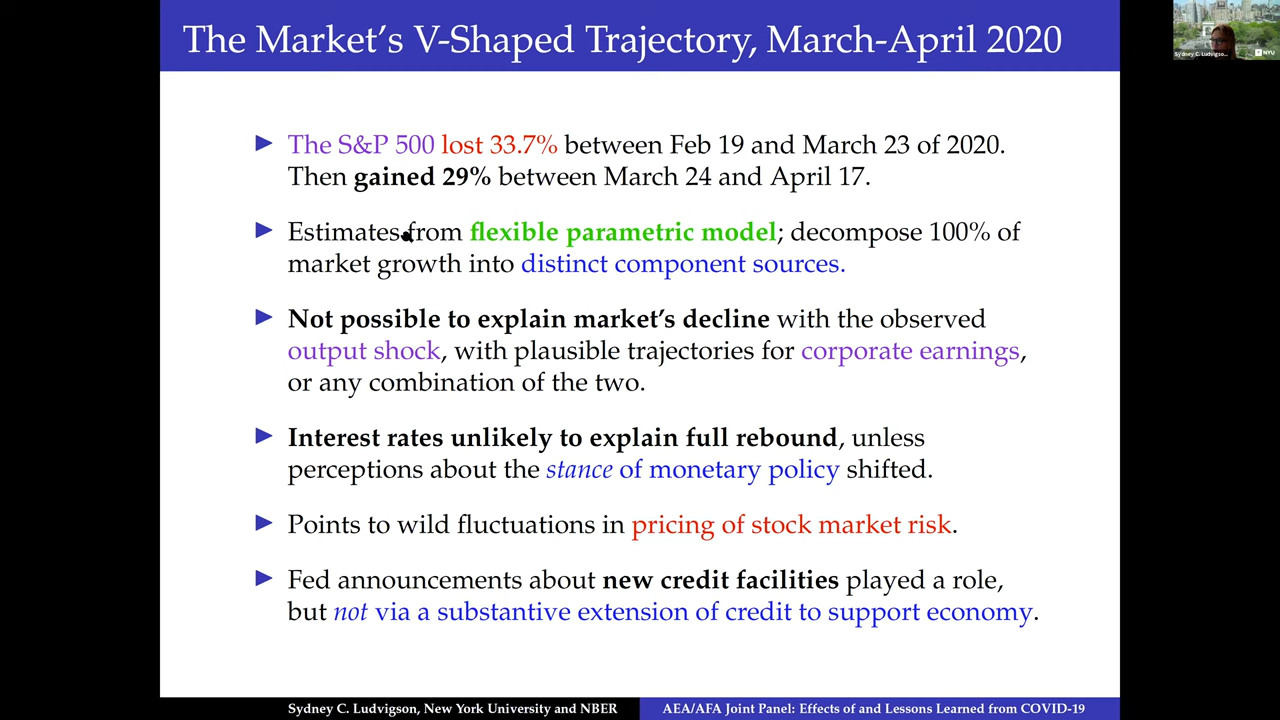 The Market's V-Shaped Trajectory, March-April 2020
Sydney C. Ludvigso...
NYU
The S&P 500 lost 33.7% between Feb 19 and March 23 of 2020.
Then gained 29% between March 24 and April 17.
Estimates from flexible parametric model; decompose 100% of
market growth into distinct component sources.
Not possible to explain market's decline with the observed
output shock, with plausible trajectories for corporate earnings,
or any combination of the two.
Interest rates unlikely to explain full rebound, unless
perceptions about the stance of monetary policy shifted.
Points to wild fluctuations in pricing of stock market risk.
Fed announcements about new credit facilities played a role,
but not via a substantive extension of credit to support economy.
Sydney C. Ludvigson, New York University and NBER
AEA/AFA Joint Panel: Effects of and Lessons Learned from COVID-19